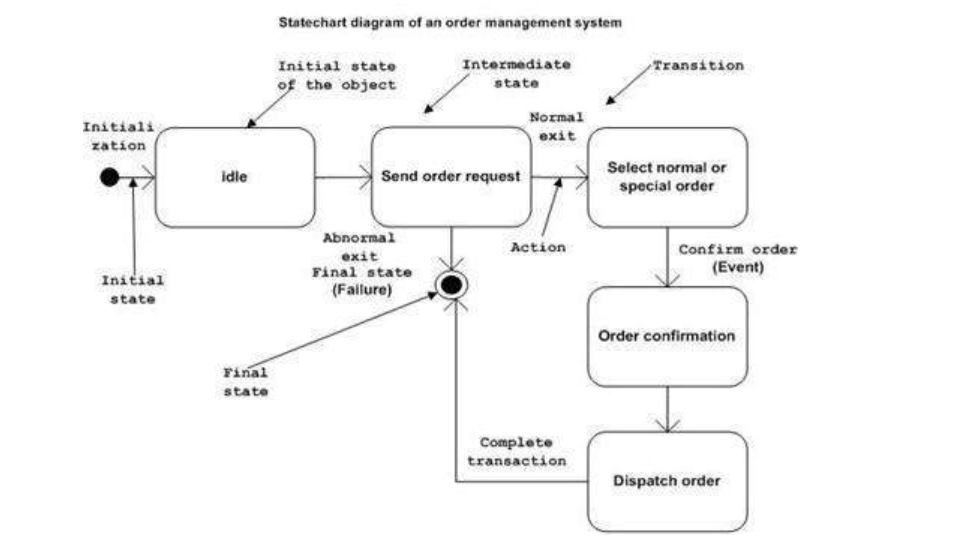 Statechart diagram of an order management system
Initial state
of the object
Intermediate
state
Transition
Initiali
zation
Normal
exit
idle
Send order request
Select normal or
special order
Abnormal
exit
Final state
(Failure)
Action
Confirm order
(Event)
Initial
state
Order confirmation
Final
state
Complete
transaction
Dispatch order